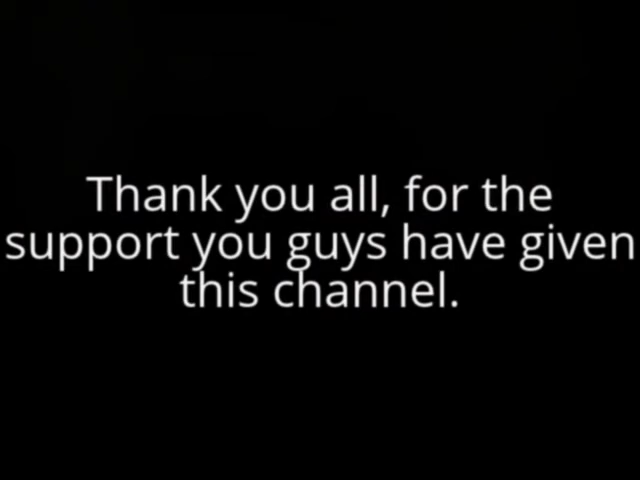 Thank you all, for the
support you guys have given
this channel.